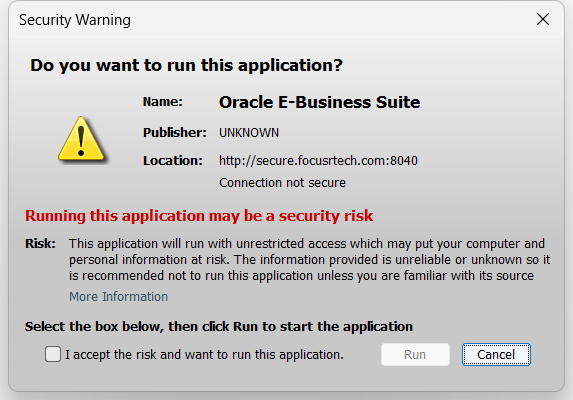 Security Warning
Do you want to run this application?
Name: Oracle E-Business Suite
Publisher: UNKNOWN
Location: http://secure.focusrtech.com:8040
Connection not secure
Running this application may be a security risk
Risk: This application will run with unrestricted access which may put your computer and
personal information at risk. The information provided is unreliable or unknown so it
is recommended not to run this application unless you are familiar with its source
More Information
Select the box below, then click Run to start the application
I accept the risk and want to run this application. Run Cancel